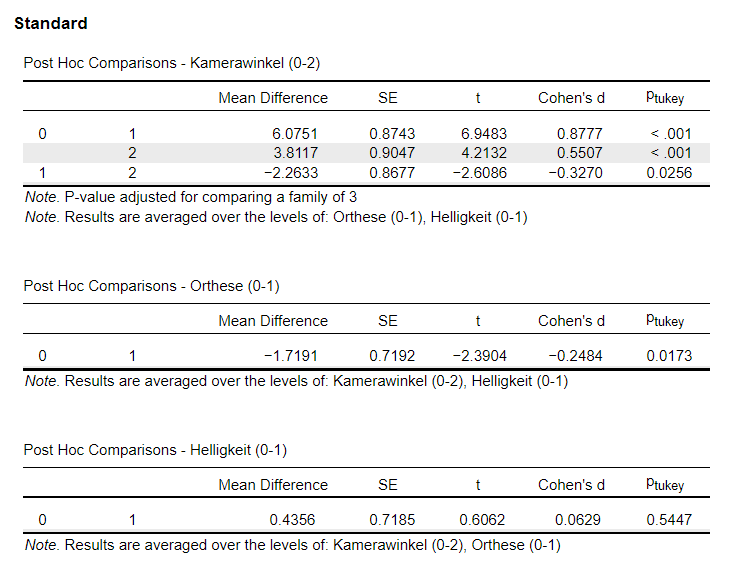 Standard
Post Hoc Comparisons - Kamerawinkel (0-2)
Mean Difference SE t Cohen's d Ptukey
0 1 6.0751 0.8743 6.9483 0.8777 < .001
2 3.8117 0.9047 4.2132 0.5507 < .001
1 2 −2.2633 0.8677 −2.6086 −0.3270 0.0256
Note. P-value adjusted for comparing a family of 3
Note. Results are averaged over the levels of: Orthese (0-1), Helligkeit (0-1)
Post Hoc Comparisons - Orthese (0-1)
Mean Difference SE t Cohen's d Ptukey
0 1 −1.7191 0.7192 −2.3904 −0.2484 0.0173
Note. Results are averaged over the levels of: Kamerawinkel (0-2), Helligkeit (0-1)
Post Hoc Comparisons - Helligkeit (0-1)
Mean Difference SE t Cohen's d Ptukey
0 1 0.4356 0.7185 0.6062 0.0629 0.5447
Note. Results are averaged over the levels of: Kamerawinkel (0-2), Orthese (0-1)